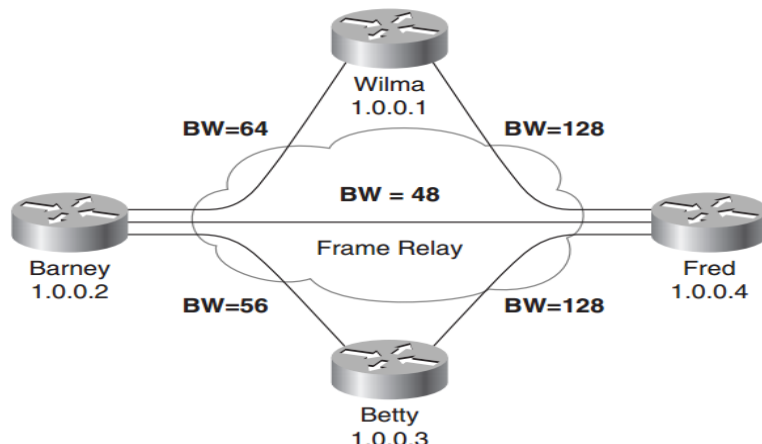 Wilma
1.0.0.1
BW=64
BW=128
BW = 48
Frame Relay
Barney
1.0.0.2
Fred
1.0.0.4
BW=56
BW=128
Betty
1.0.0.3